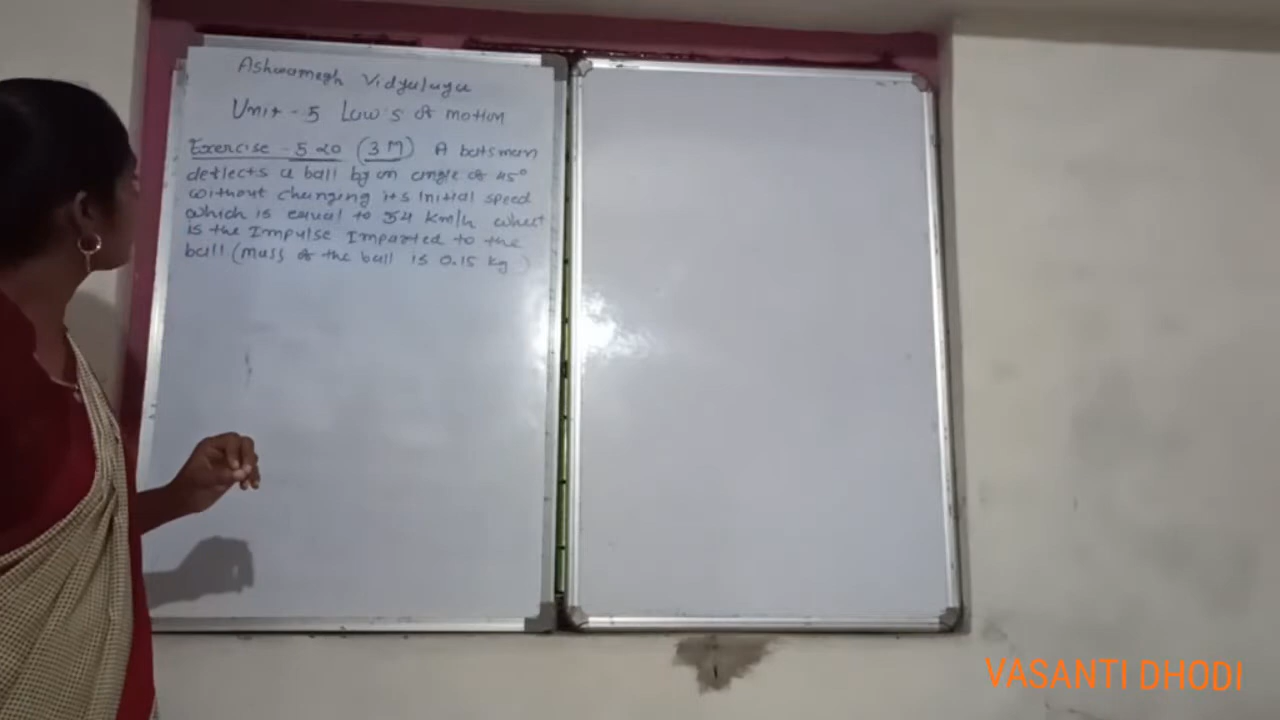 Ashwamegh Vidyalaya
Unit - 5 Law's of motion
Exercise - 5.20 (3 M) A batsman
deflects a ball by an angle of 45°
without changing its initial speed
which is equal to 54 km/h what
is the Impulse Imparted to the
ball (mass of the ball is 0.15 kg)
VASANTI DHODI